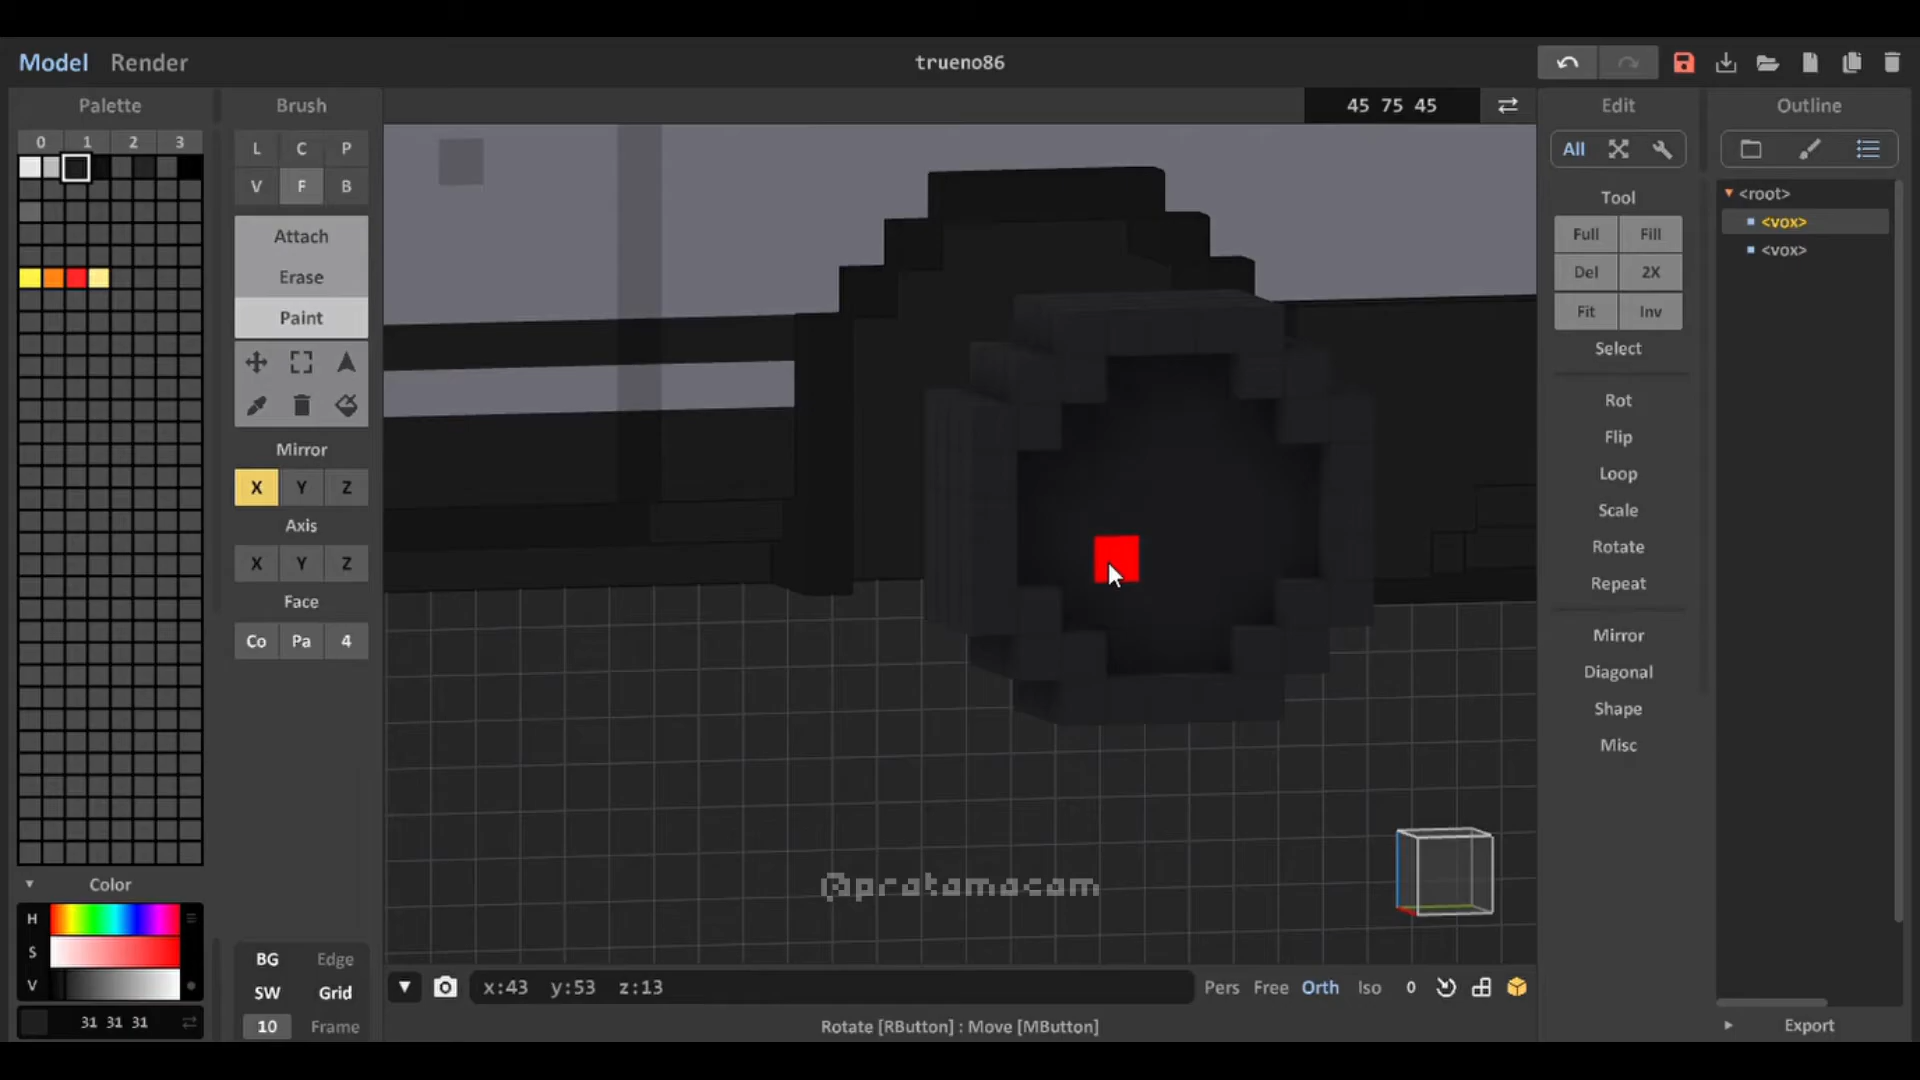 Model Render
trueno86
Palette
Brush
45 75 45
Edit
Outline
0 1 2 3
L C P
V F B
Attach
Erase
Paint
Mirror
X Y Z
Axis
X Y Z
Face
Co Pa 4
All
Tool
Full Fill
Del 2X
Fit Inv
Select
Rot
Flip
Loop
Scale
Rotate
Repeat
Mirror
Diagonal
Shape
Misc
<root>
<vox>
<vox>
@pratamacam
Color
H
S
V
31 31 31
BG Edge
SW Grid
10 Frame
x:43 y:53 z:13
Pers Free Orth Iso 0
Rotate [RButton] : Move [MButton]
Export